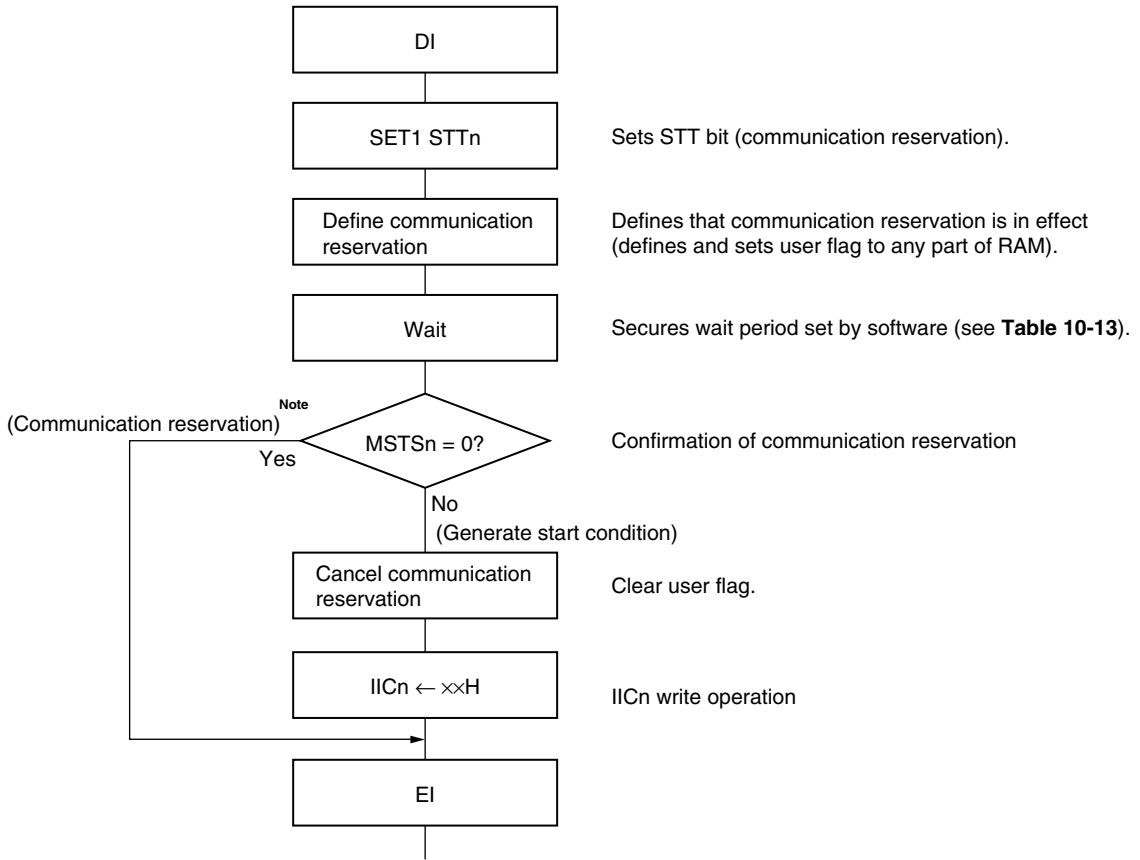 DI
SET1 STTn
Sets STT bit (communication reservation).
Define communication
reservation
Defines that communication reservation is in effect
(defines and sets user flag to any part of RAM).
Wait
Secures wait period set by software (see Table 10-13).
(Communication reservation) Note
Yes
MSTSn = 0?
Confirmation of communication reservation
No
(Generate start condition)
Cancel communication
reservation
Clear user flag.
IICn ← ××H
IICn write operation
EI